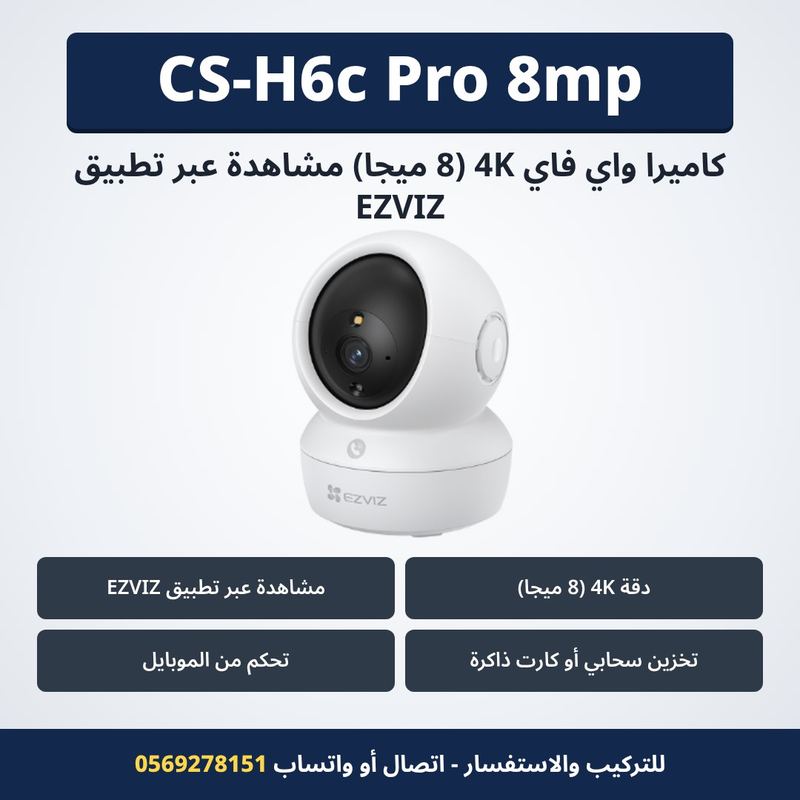 CS-H6c Pro 8mp
كاميرا واي فاي 4K (8 ميجا) مشاهدة عبر تطبيق
EZVIZ
EZVIZ
دقة 4K (8 ميجا)
مشاهدة عبر تطبيق EZVIZ
تخزين سحابي أو كارت ذاكرة
تحكم من الموبايل
للتركيب والاستفسار - اتصال أو واتساب 0569278151